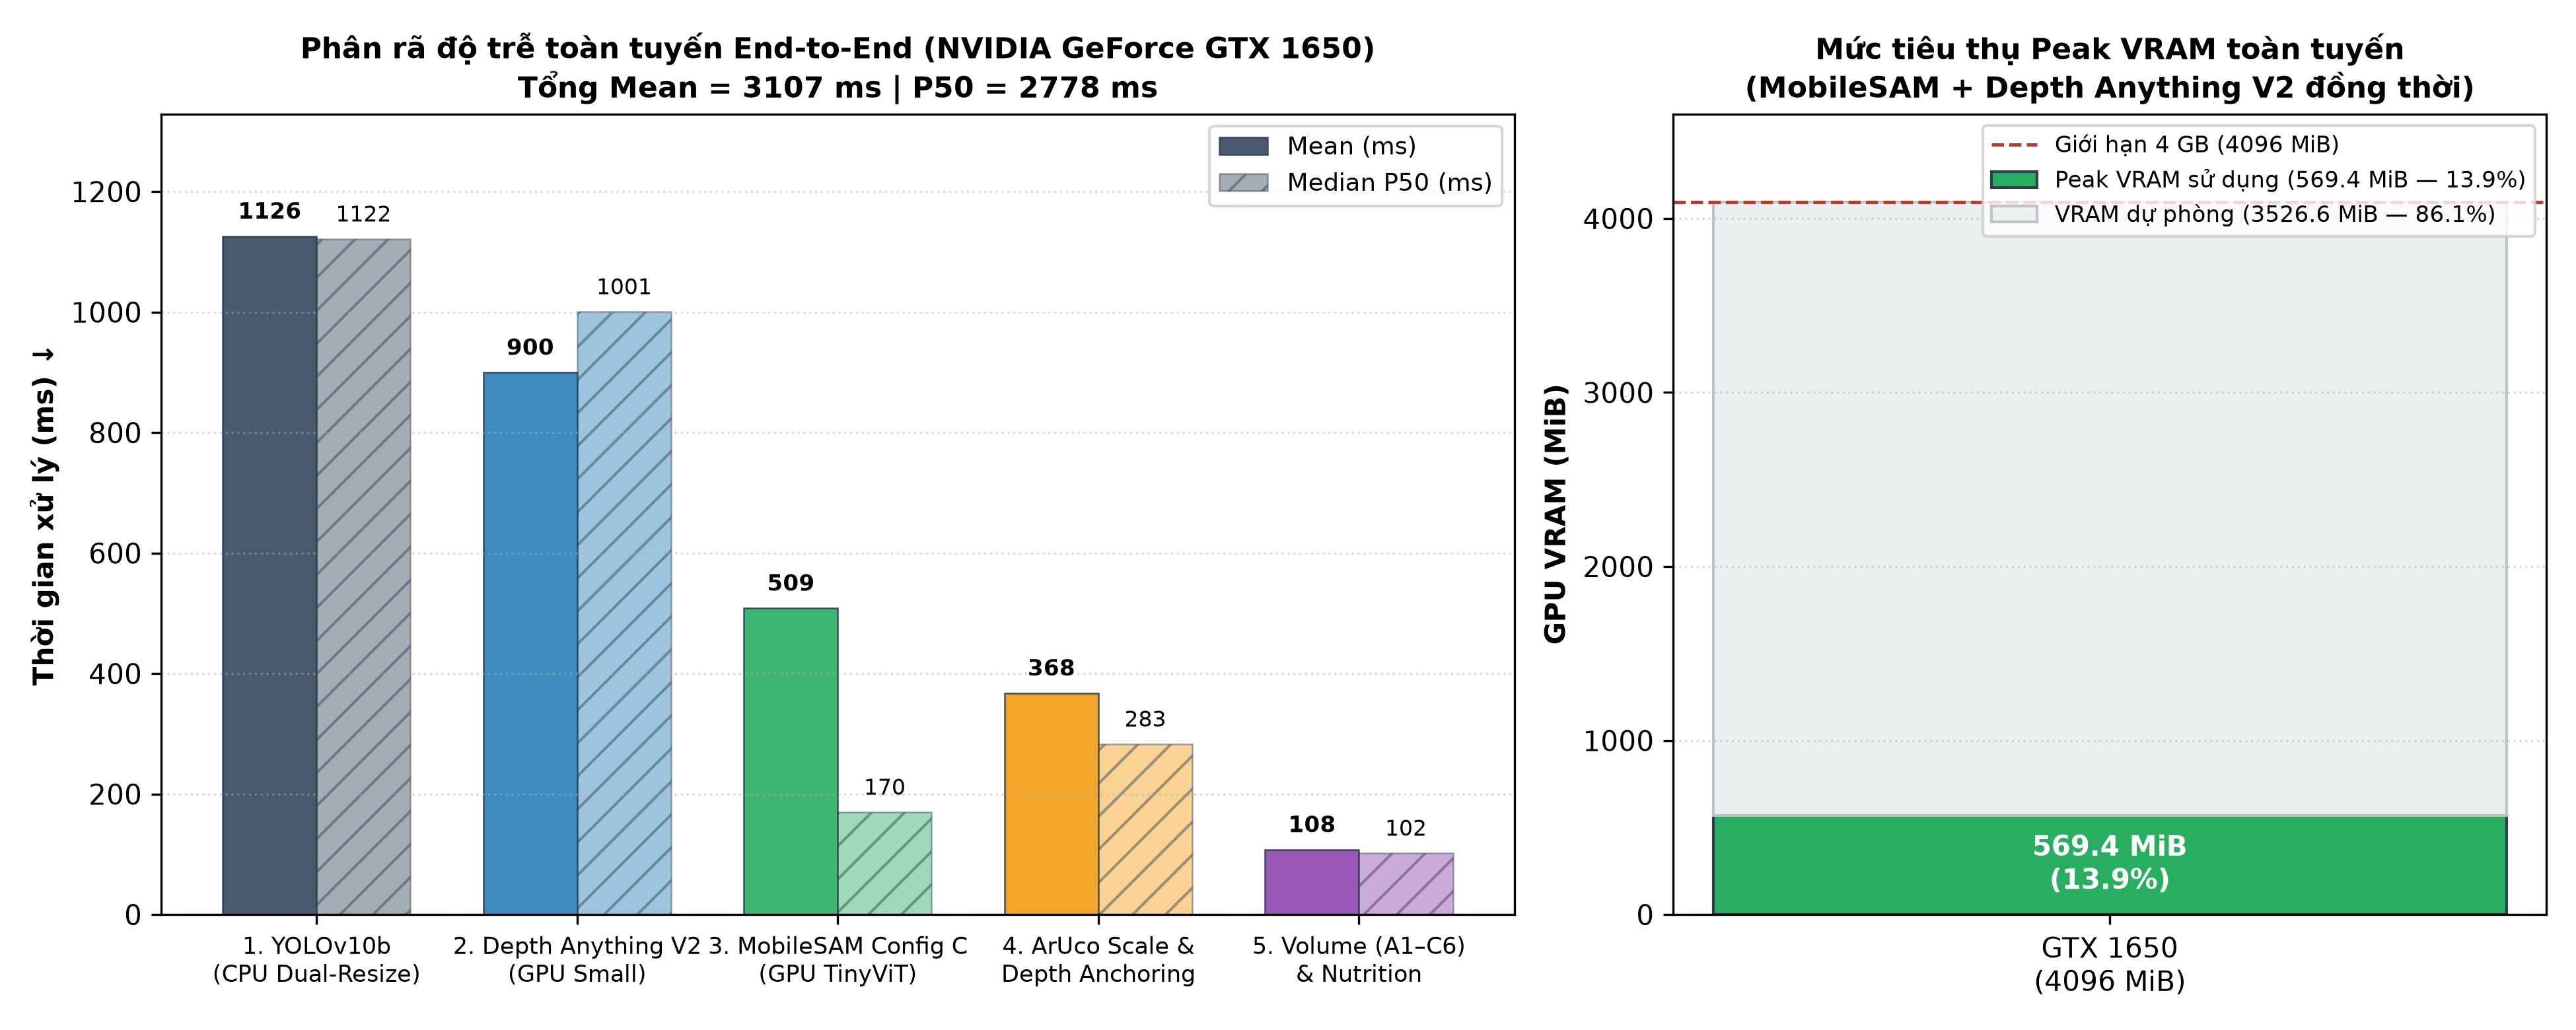 Phân rã độ trễ toàn tuyến End-to-End (NVIDIA GeForce GTX 1650)
Tổng Mean = 3107 ms | P50 = 2778 ms
Mean (ms)
Median P50 (ms)
Thời gian xử lý (ms) ↓
1200
1000
800
600
400
200
0
1126
1122
900
1001
509
170
368
283
108
102
1. YOLOv10b
(CPU Dual-Resize)
2. Depth Anything V2
(GPU Small)
3. MobileSAM Config C
(GPU TinyViT)
4. ArUco Scale &
Depth Anchoring
5. Volume (A1–C6)
& Nutrition
Mức tiêu thụ Peak VRAM toàn tuyến
(MobileSAM + Depth Anything V2 đồng thời)
Giới hạn 4 GB (4096 MiB)
Peak VRAM sử dụng (569.4 MiB — 13.9%)
VRAM dự phòng (3526.6 MiB — 86.1%)
GPU VRAM (MiB)
4000
3000
2000
1000
0
569.4 MiB
(13.9%)
GTX 1650
(4096 MiB)